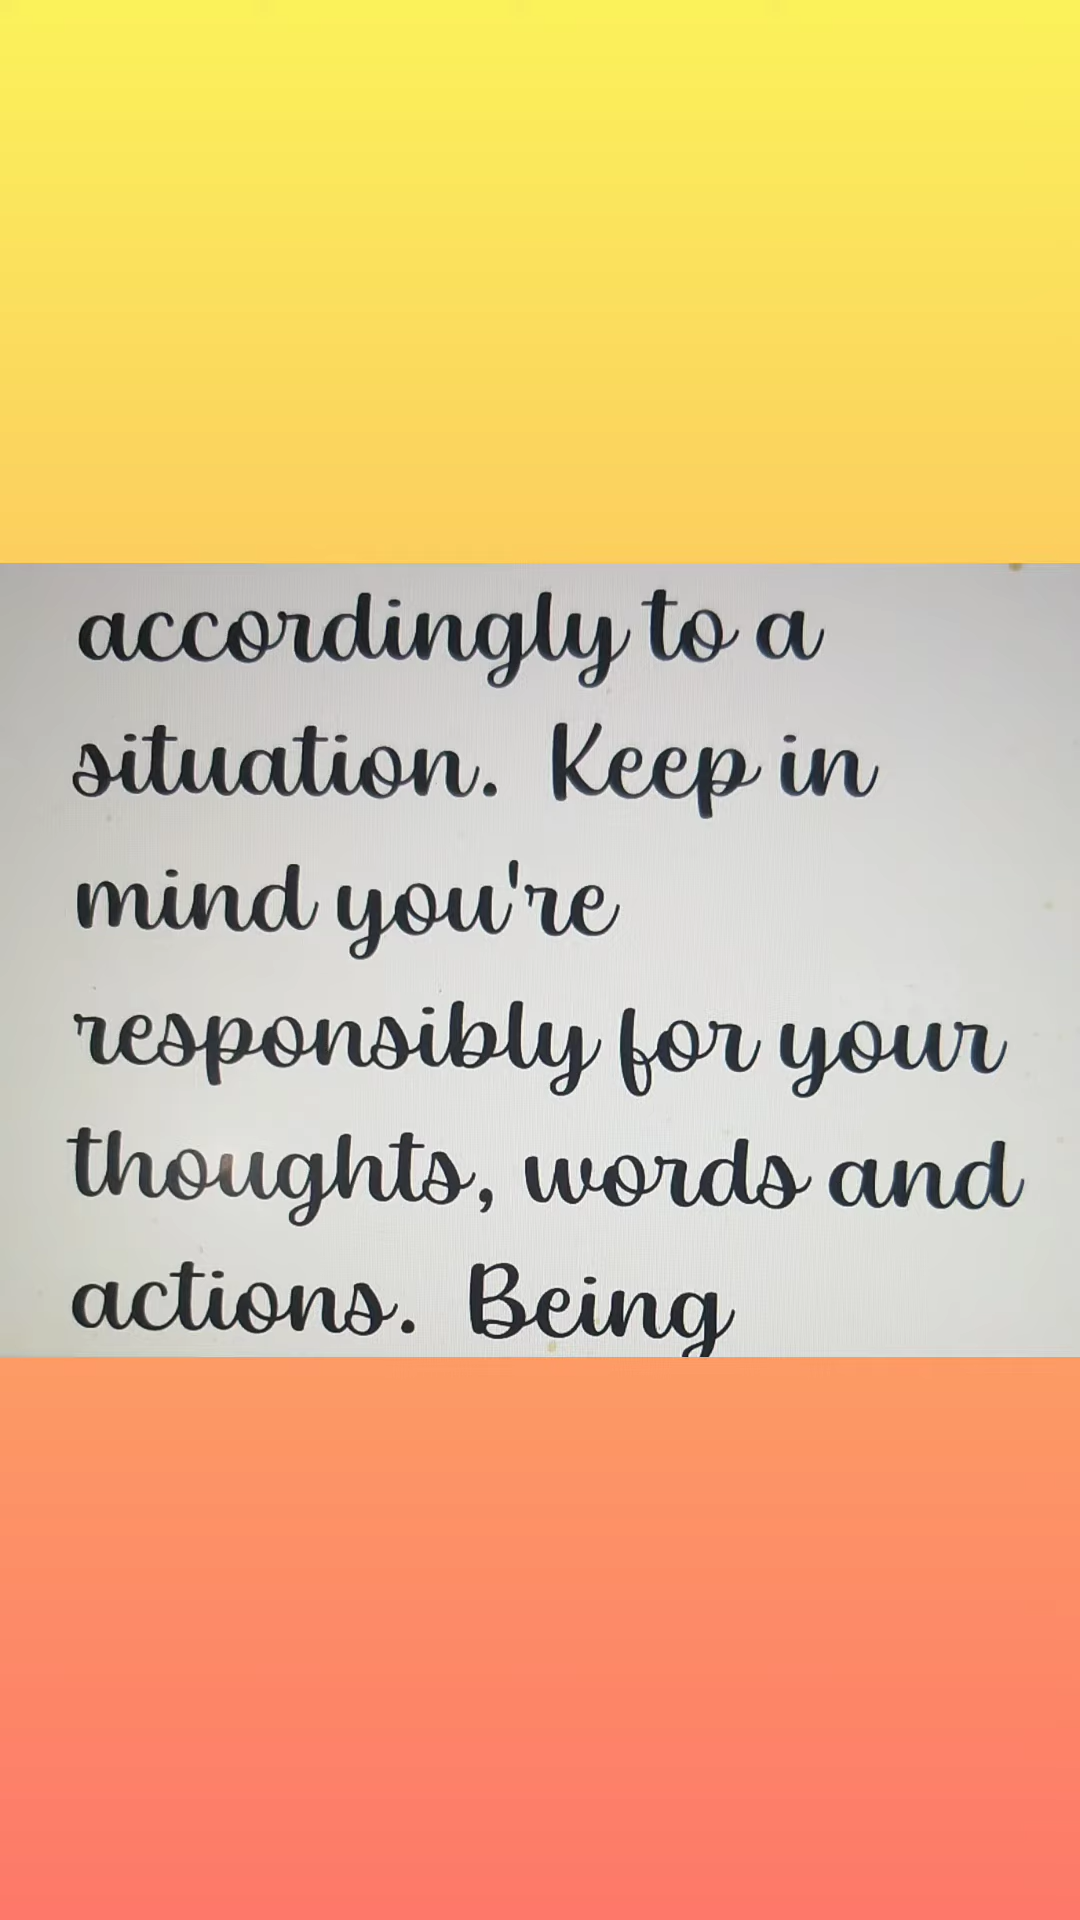 accordingly to a
situation. Keep in
mind you're
responsibly for your
thoughts, words and
actions. Being